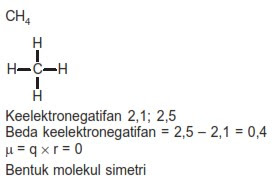 CH₄
H
H–C–H
H
Keelektronegatifan 2,1; 2,5
Beda keelektronegatifan = 2,5 – 2,1 = 0,4
μ = q × r = 0
Bentuk molekul simetri